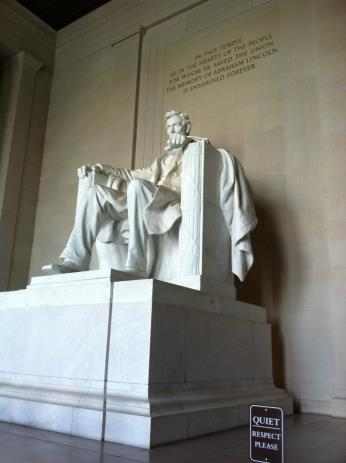 IN THIS TEMPLE
AS IN THE HEARTS OF THE PEOPLE
FOR WHOM HE SAVED THE UNION
THE MEMORY OF ABRAHAM LINCOLN
IS ENSHRINED FOREVER
QUIET
RESPECT
PLEASE